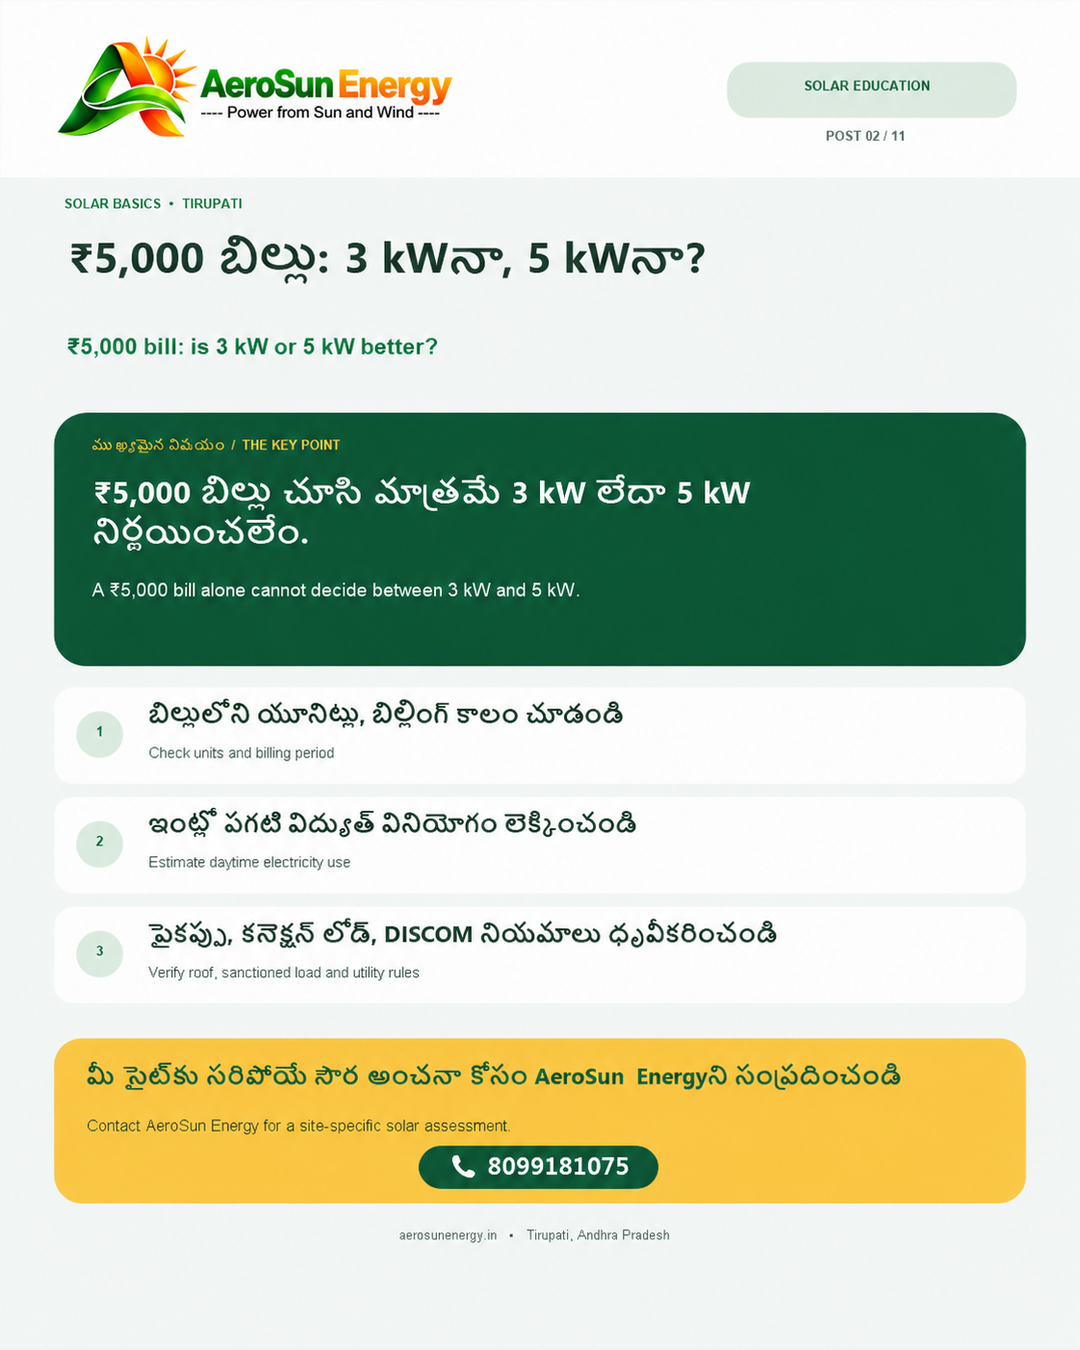 AeroSun Energy
---- Power from Sun and Wind ----
SOLAR EDUCATION
POST 02 / 11
SOLAR BASICS • TIRUPATI
₹5,000 బిల్లు: 3 kWనా, 5 kWనా?
₹5,000 bill: is 3 kW or 5 kW better?
ముఖ్యమైన విషయం / THE KEY POINT
₹5,000 బిల్లు చూసి మాత్రమే 3 kW లేదా 5 kW
నిర్ణయించలేం.
A ₹5,000 bill alone cannot decide between 3 kW and 5 kW.
1
బిల్లులోని యూనిట్లు, బిల్లింగ్ కాలం చూడండి
Check units and billing period
2
ఇంట్లో పగటి విద్యుత్ వినియోగం లెక్కించండి
Estimate daytime electricity use
3
పైకప్పు, కనెక్షన్ లోడ్, DISCOM నియమాలు ధృవీకరించండి
Verify roof, sanctioned load and utility rules
మీ సైట్‌కు సరిపోయే సౌర అంచనా కోసం AeroSun Energyని సంప్రదించండి
Contact AeroSun Energy for a site-specific solar assessment.
8099181075
aerosunenergy.in • Tirupati, Andhra Pradesh